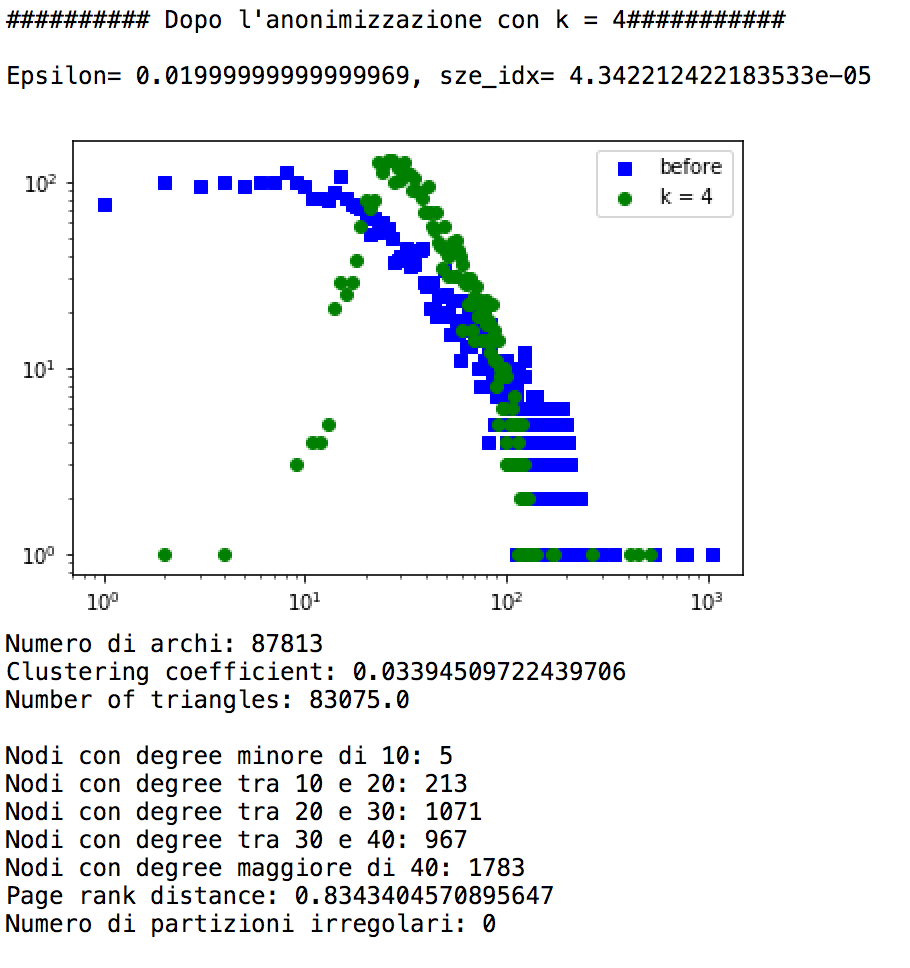 ########## Dopo l'anonimizzazione con k = 4###########
Epsilon= 0.01999999999999969, sze_idx= 4.342212422183533e-05
before
k = 4
10²
10¹
10⁰
10⁰ 10¹ 10² 10³
Numero di archi: 87813
Clustering coefficient: 0.03394509722439706
Number of triangles: 83075.0
Nodi con degree minore di 10: 5
Nodi con degree tra 10 e 20: 213
Nodi con degree tra 20 e 30: 1071
Nodi con degree tra 30 e 40: 967
Nodi con degree maggiore di 40: 1783
Page rank distance: 0.8343404570895647
Numero di partizioni irregolari: 0